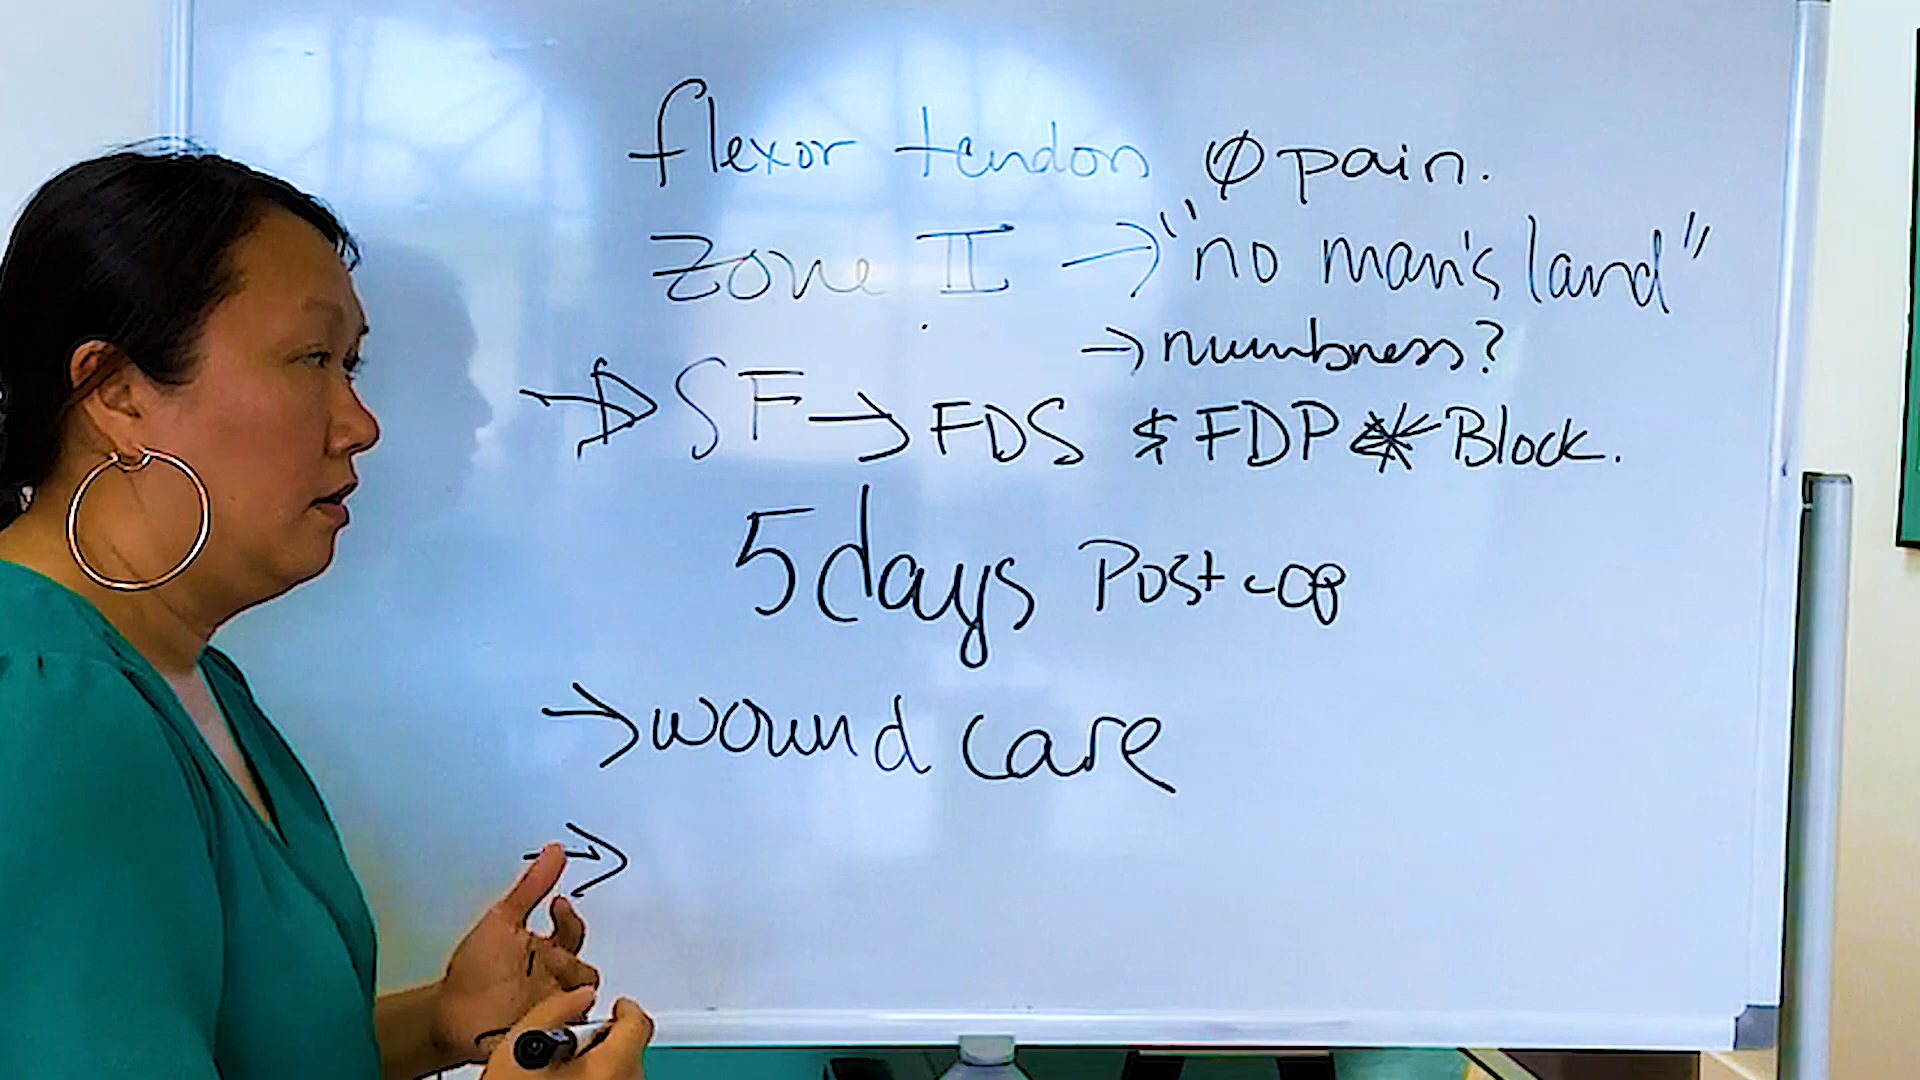 flexor tendon ∅ pain.
Zone II → "no man's land"
→ numbness?
→ SF → FDS & FDP * Block.
5 days Post-op
→ wound care
→